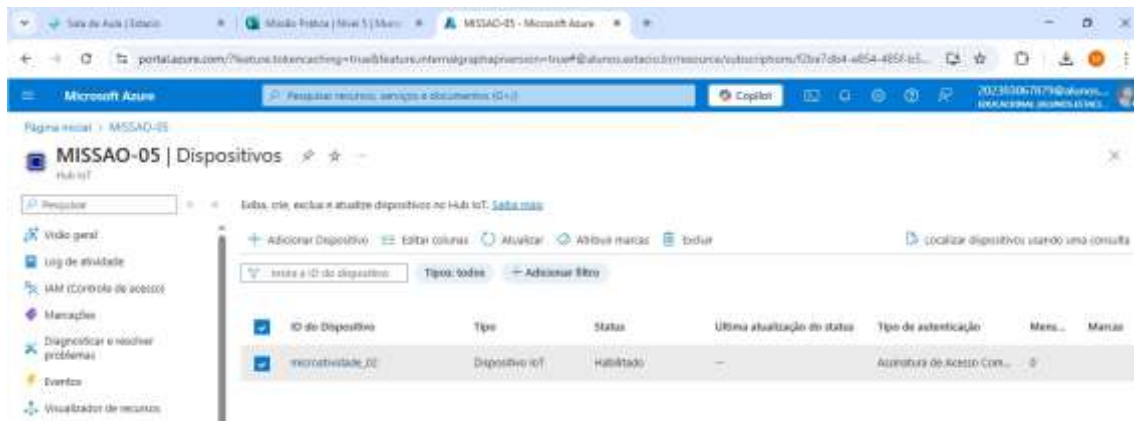 Sala de Aula | Estácio
Missão Prática | Nível 5 | Mun
MISSAO-05 - Microsoft Azure
Microsoft Azure
Pesquisar recursos, serviços e documentos (G+/)
Copilot
Página inicial > MISSAO-05
MISSAO-05 | Dispositivos
Hub IoT
Pesquisar
Exiba, crie, exclua e atualize dispositivos no Hub IoT. Saiba mais
Visão geral
Log de atividade
IAM (Controle de acesso)
Marcações
Diagnosticar e resolver
problemas
Eventos
Visualizador de recursos
Adicionar Dispositivo
Editar colunas
Atualizar
Atribuir marcas
Excluir
Localizar dispositivos usando uma consulta
Insira a ID do dispositivo
Tipos: todos
+ Adicionar filtro
ID do Dispositivo Tipo Status Última atualização do status Tipo de autenticação Mens... Marcas
microatividade_02 Dispositivo IoT Habilitado -- Assinatura de Acesso Com... 0